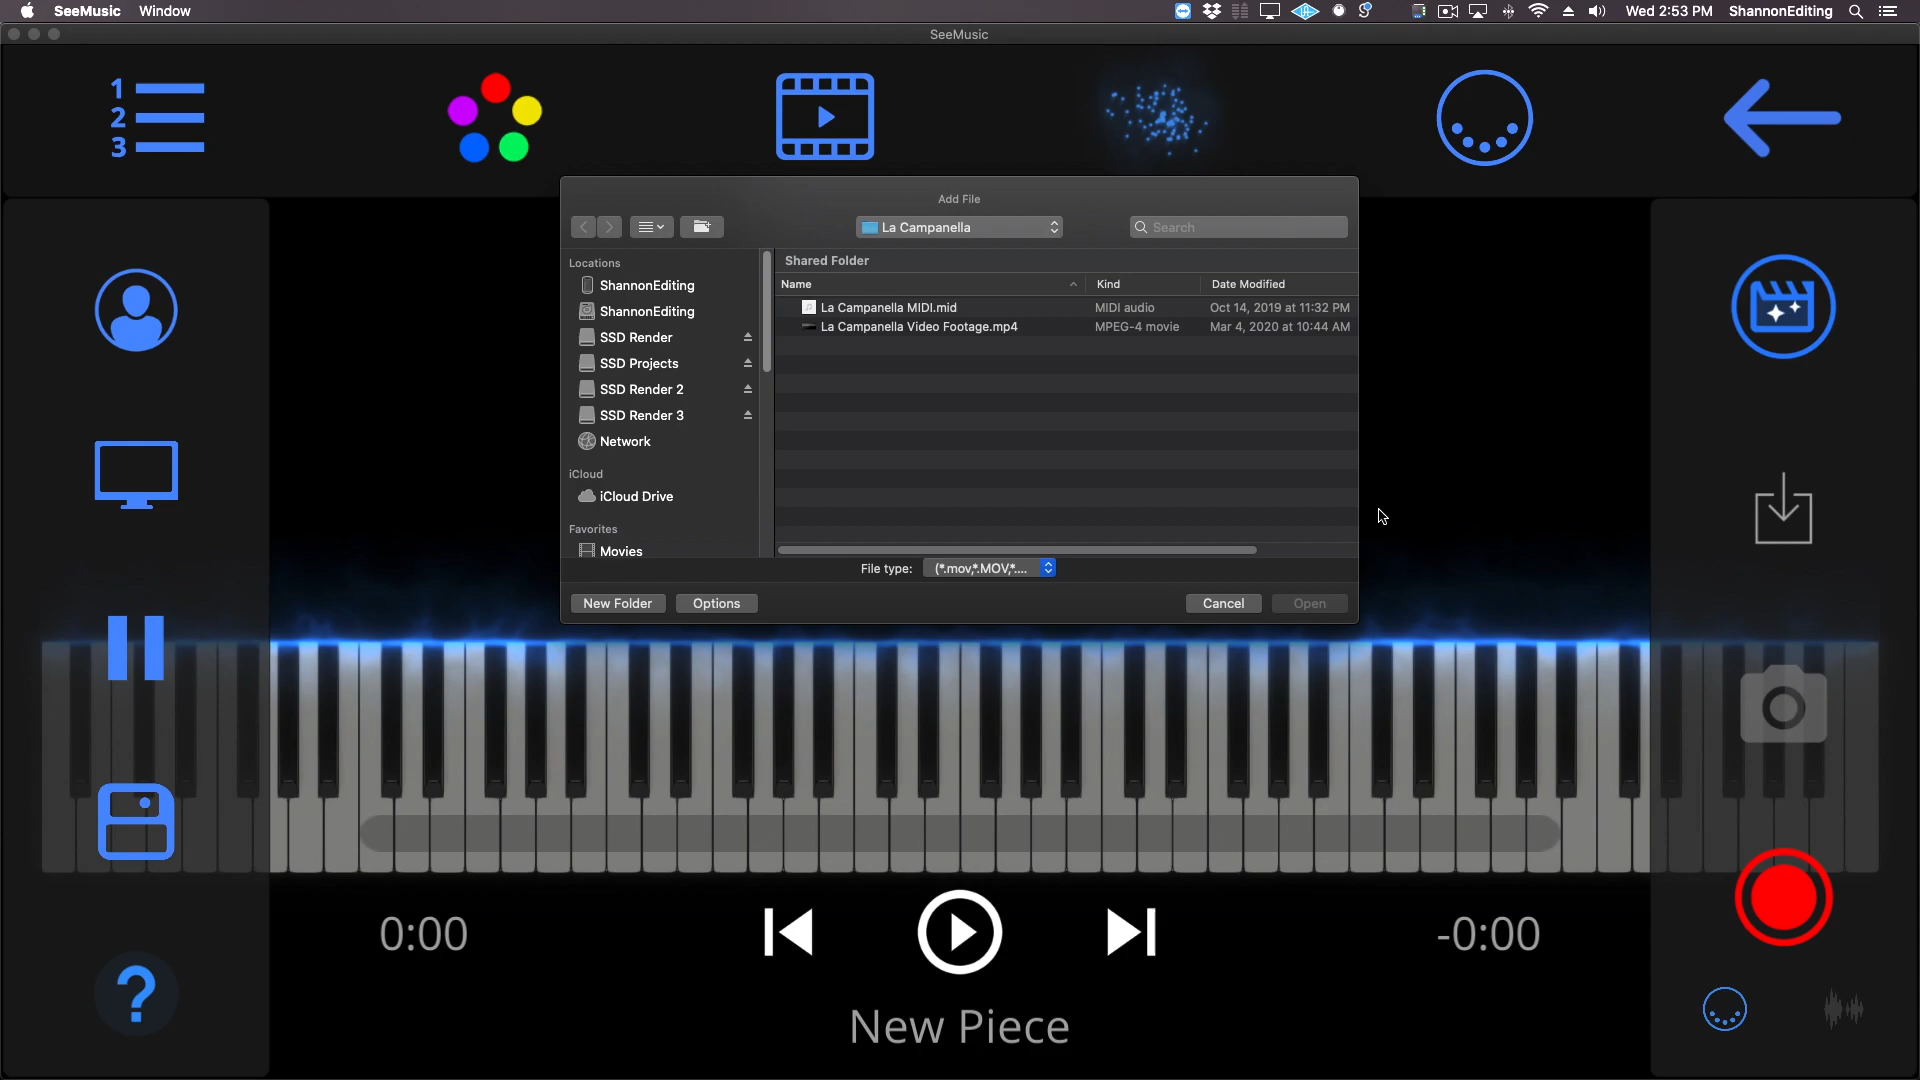 SeeMusic Window
Wed 2:53 PM ShannonEditing
SeeMusic
1
2
3
Add File
La Campanella
Search
Locations
ShannonEditing
ShannonEditing
SSD Render
SSD Projects
SSD Render 2
SSD Render 3
Network
iCloud
iCloud Drive
Favorites
Movies
Shared Folder
Name Kind Date Modified
La Campanella MIDI.mid MIDI audio Oct 14, 2019 at 11:32 PM
La Campanella Video Footage.mp4 MPEG-4 movie Mar 4, 2020 at 10:44 AM
File type: (*.mov,*.MOV,*....
New Folder Options Cancel Open
0:00
-0:00
?
New Piece